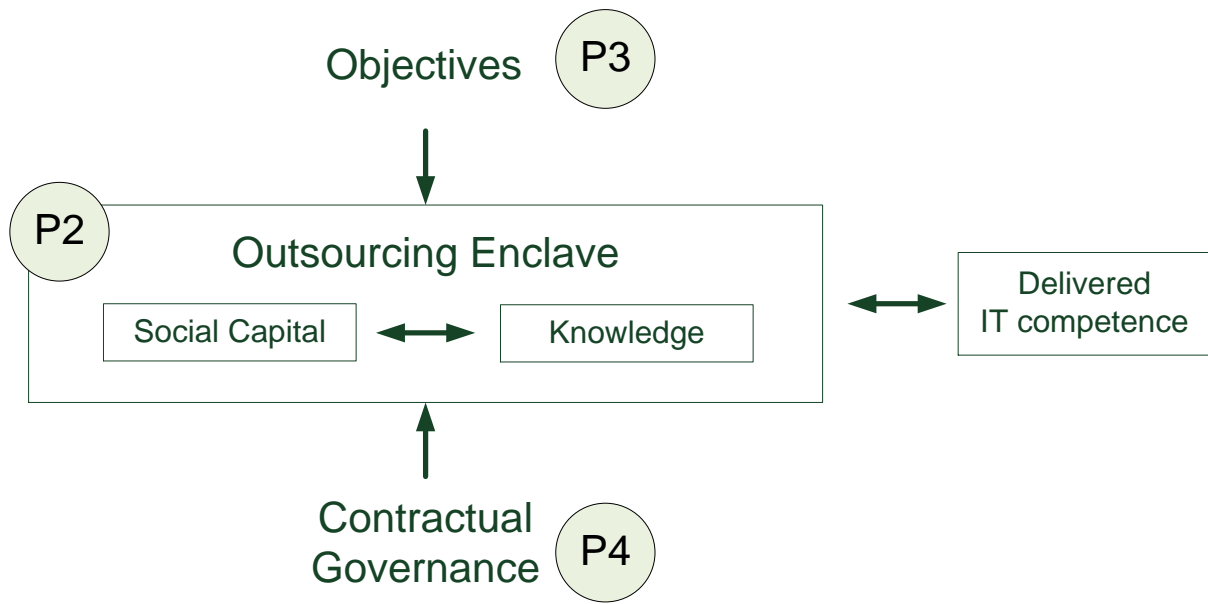 Objectives
P3
P2
Outsourcing Enclave
Social Capital
Knowledge
Delivered
IT competence
Contractual
Governance
P4